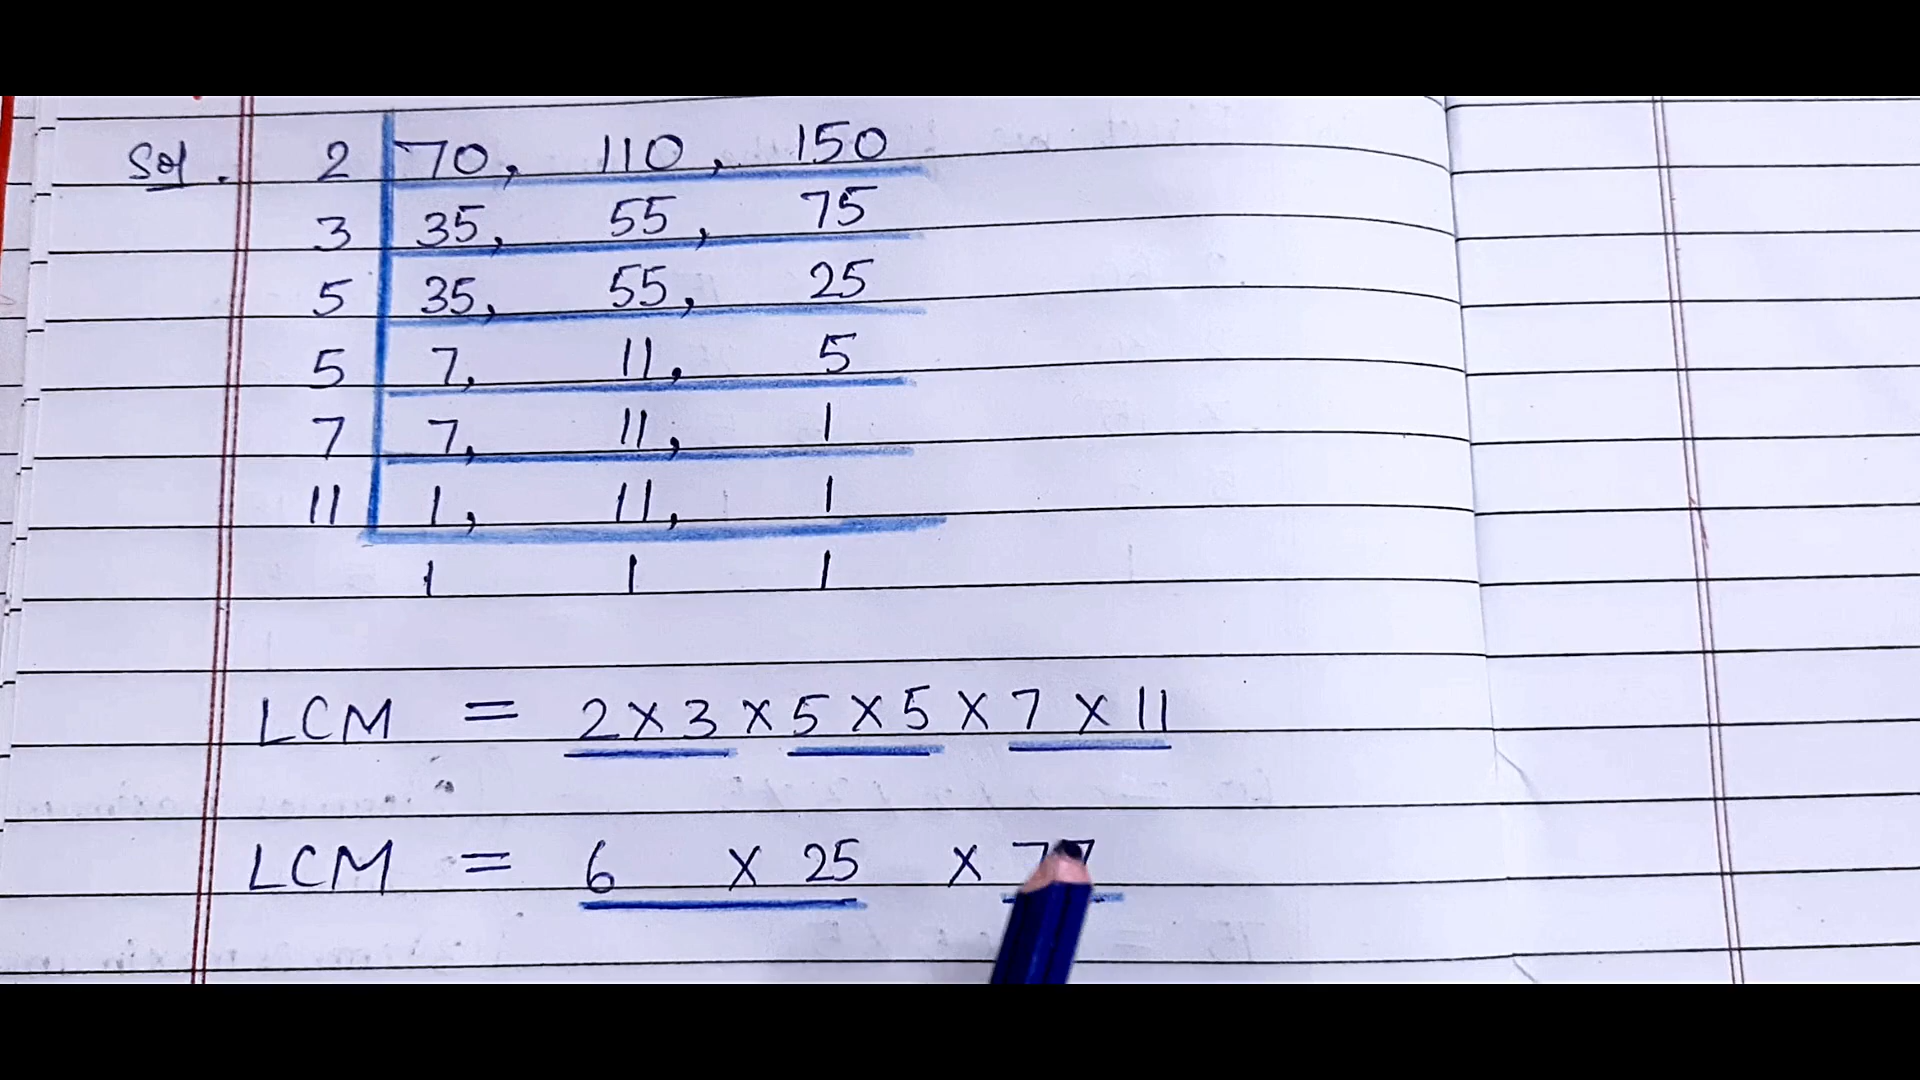 Sol. 2 70, 110, 150
3 35, 55, 75
5 35, 55, 25
5 7, 11, 5
7 7, 11, 1
11 1, 11, 1
1 1 1
LCM = 2 X 3 X 5 X 5 X 7 X 11
LCM = 6 X 25 X 77